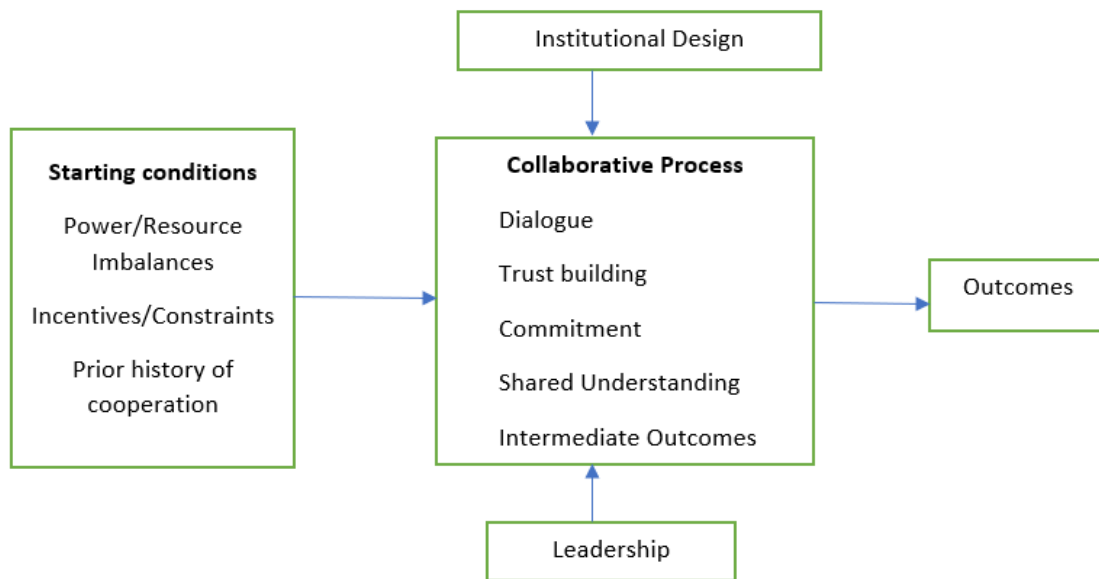 Institutional Design
Starting conditions
Power/Resource
Imbalances
Incentives/Constraints
Prior history of
cooperation
Collaborative Process
Dialogue
Trust building
Commitment
Shared Understanding
Intermediate Outcomes
Outcomes
Leadership